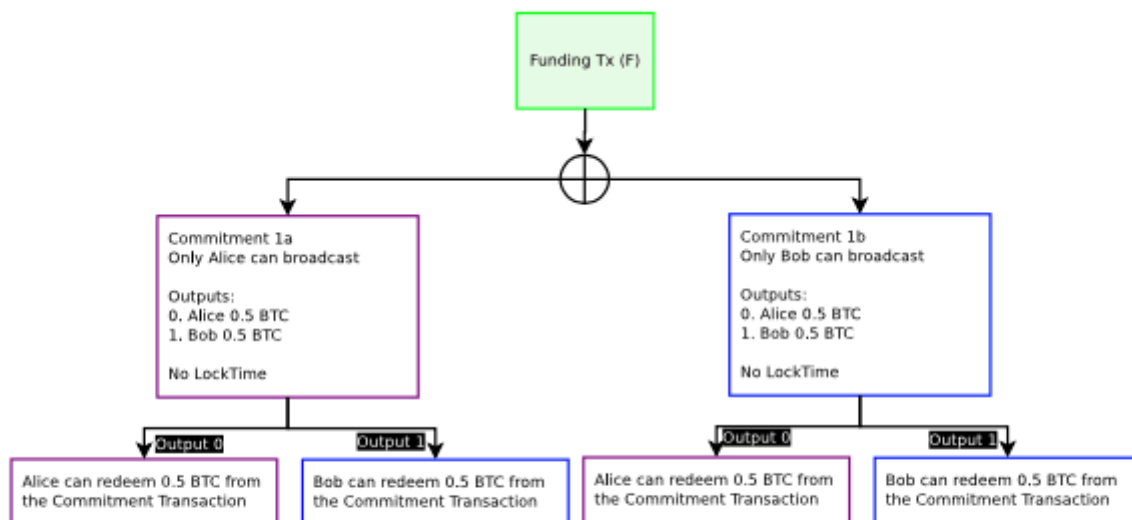 Funding Tx (F)
Commitment 1a
Only Alice can broadcast
Outputs:
0. Alice 0.5 BTC
1. Bob 0.5 BTC
No LockTime
Commitment 1b
Only Bob can broadcast
Outputs:
0. Alice 0.5 BTC
1. Bob 0.5 BTC
No LockTime
Output 0
Output 1
Output 0
Output 1
Alice can redeem 0.5 BTC from
the Commitment Transaction
Bob can redeem 0.5 BTC from
the Commitment Transaction
Alice can redeem 0.5 BTC from
the Commitment Transaction
Bob can redeem 0.5 BTC from
the Commitment Transaction